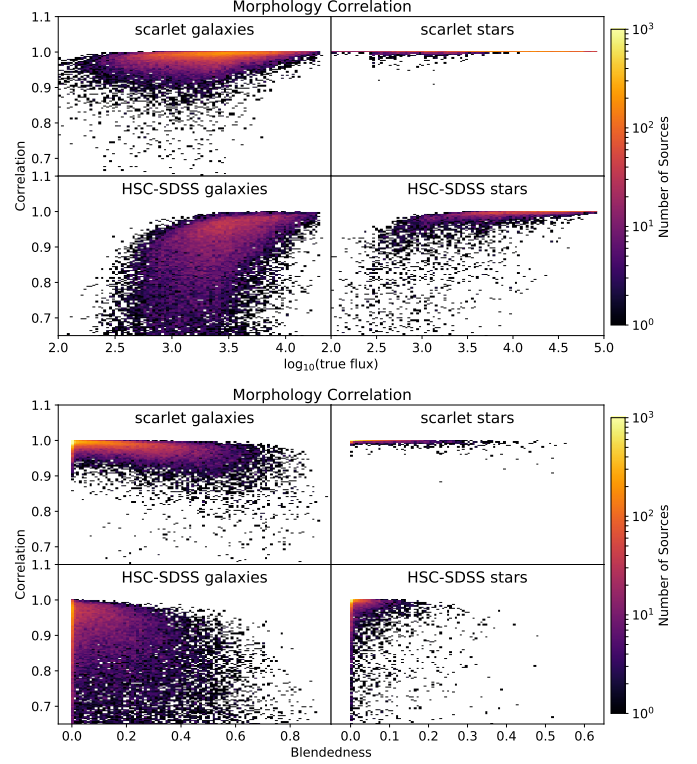 Morphology Correlation
scarlet galaxies
scarlet stars
1.1
1.0
0.9
0.8
0.7
HSC-SDSS galaxies
HSC-SDSS stars
1.1
1.0
0.9
0.8
0.7
Correlation
2.0 2.5 3.0 3.5 4.0 2.0 2.5 3.0 3.5 4.0 4.5 5.0
log₁₀(true flux)
10³
10²
10¹
10⁰
Number of Sources
Morphology Correlation
scarlet galaxies
scarlet stars
1.1
1.0
0.9
0.8
0.7
HSC-SDSS galaxies
HSC-SDSS stars
1.1
1.0
0.9
0.8
0.7
Correlation
0.0 0.2 0.4 0.6 0.8 0.0 0.1 0.2 0.3 0.4 0.5 0.6
Blendedness
10³
10²
10¹
10⁰
Number of Sources